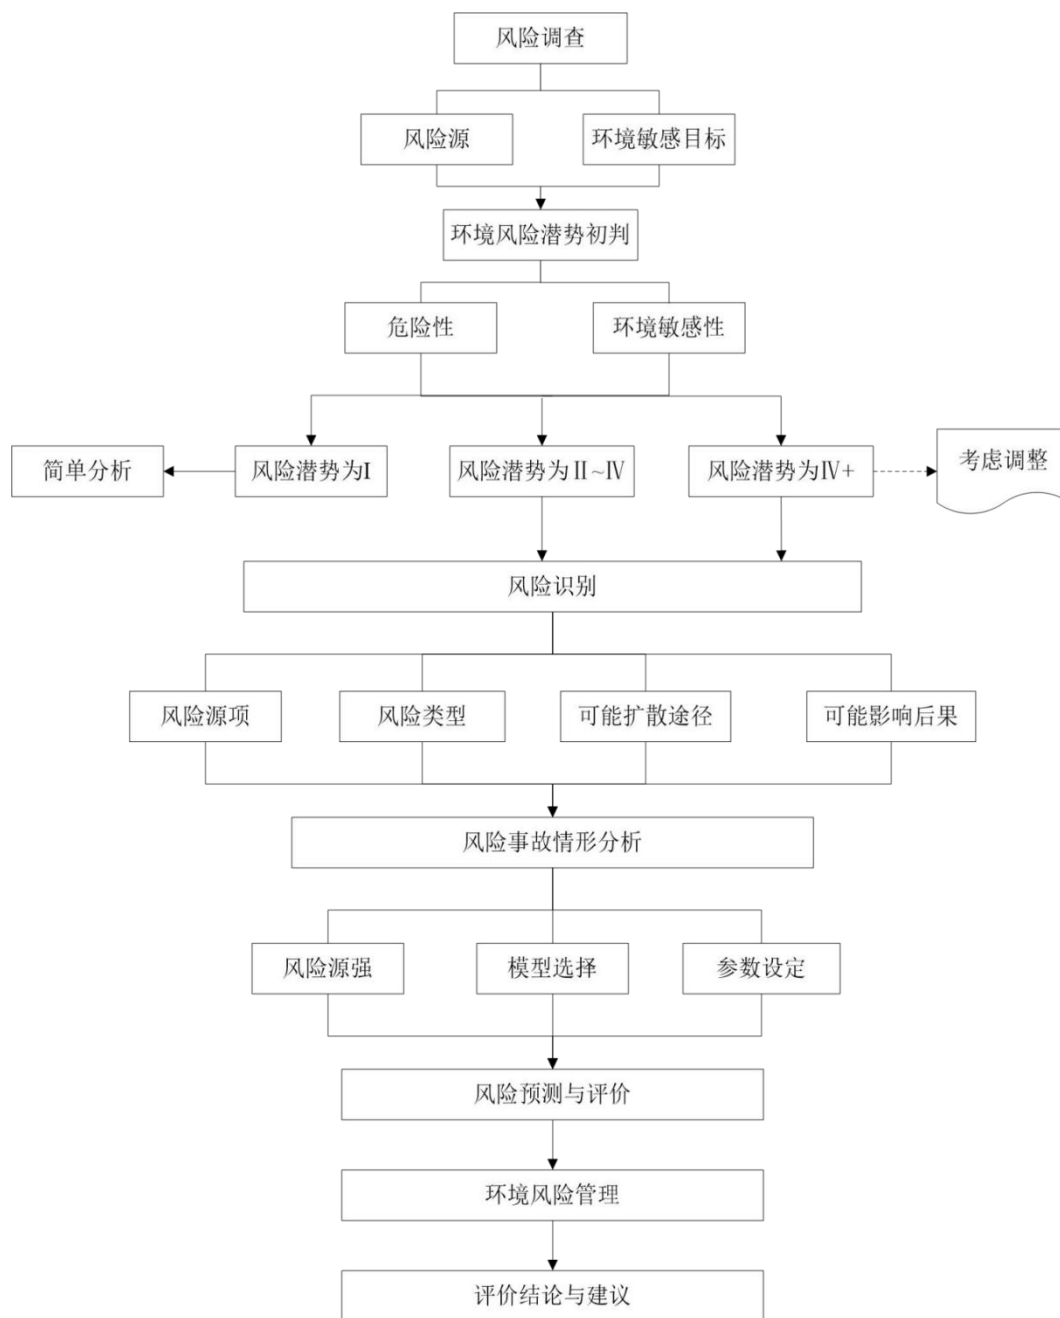 风险调查
风险源
环境敏感目标
环境风险潜势初判
危险性
环境敏感性
简单分析
风险潜势为Ⅰ
风险潜势为Ⅱ~Ⅳ
风险潜势为Ⅳ+
考虑调整
风险识别
风险源项
风险类型
可能扩散途径
可能影响后果
风险事故情形分析
风险源强
模型选择
参数设定
风险预测与评价
环境风险管理
评价结论与建议